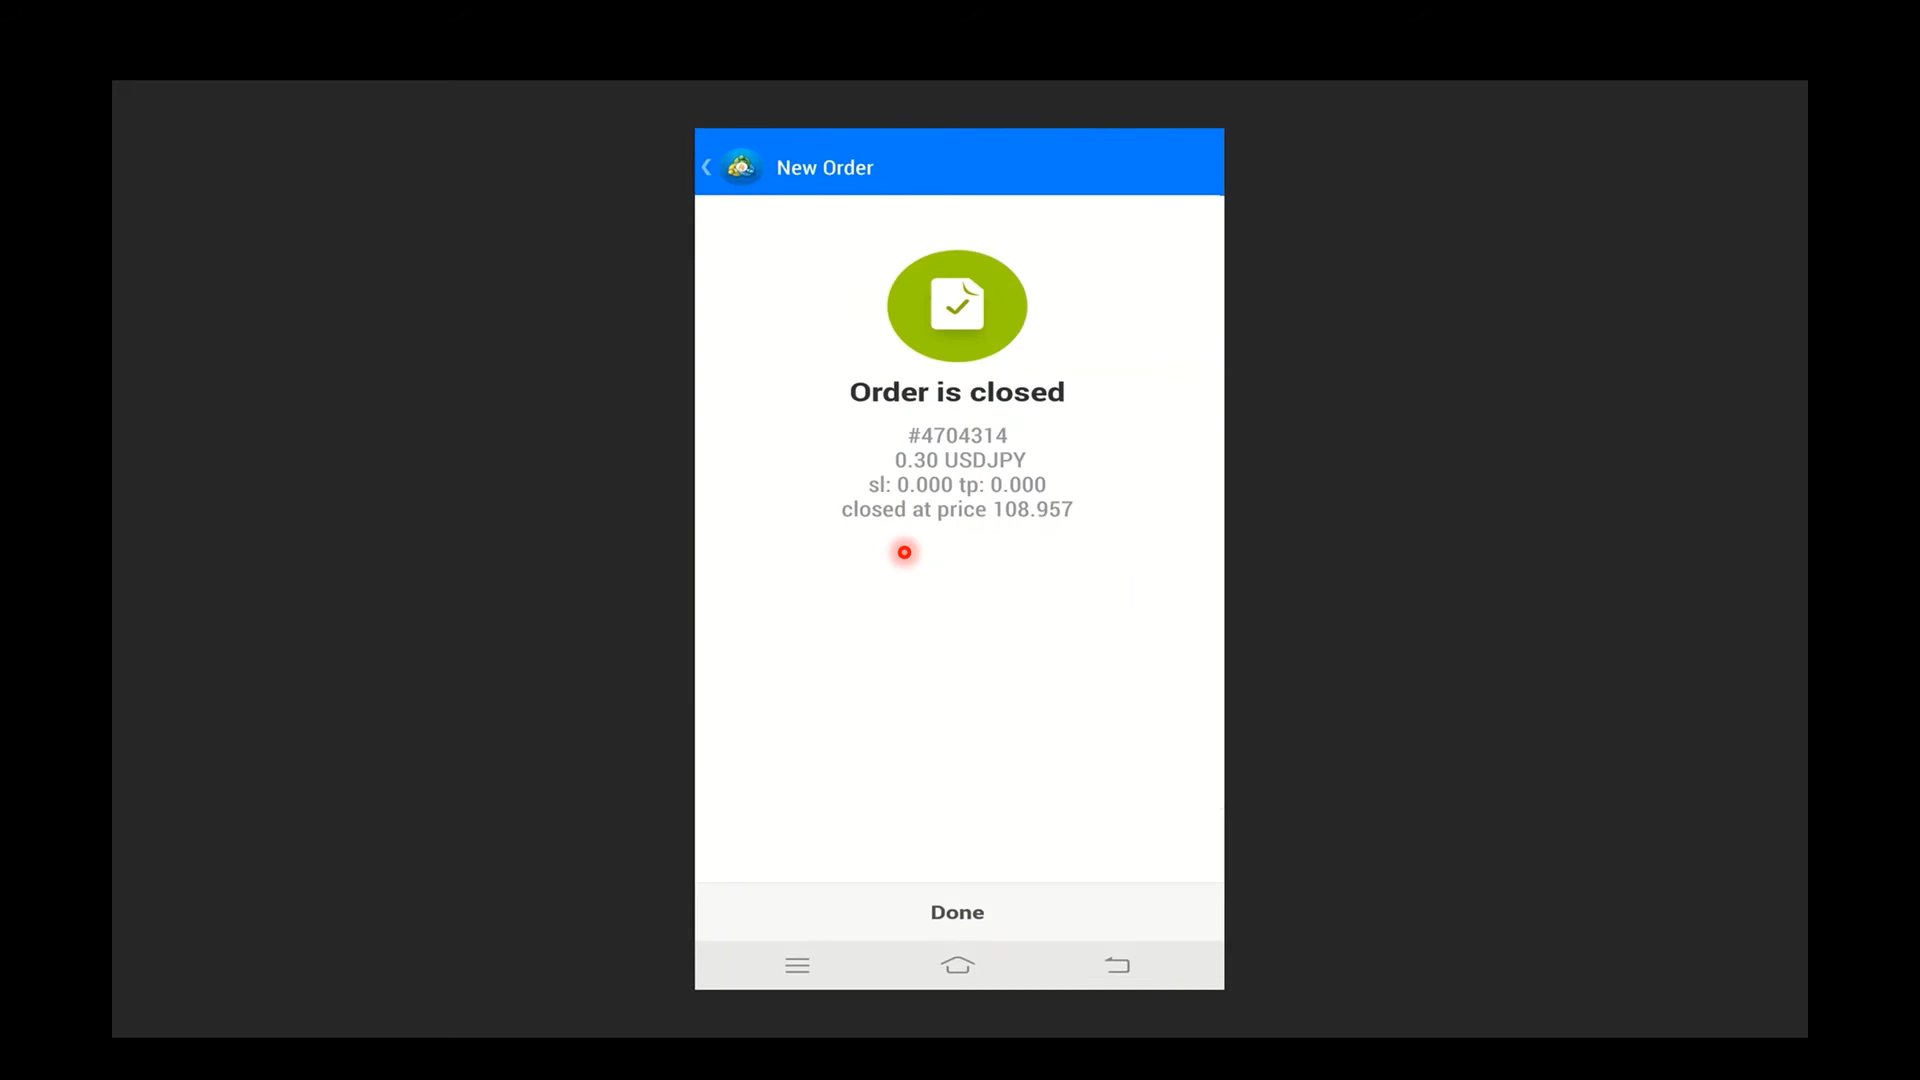 New Order
Order is closed
#4704314
0.30 USDJPY
sl: 0.000 tp: 0.000
closed at price 108.957
Done